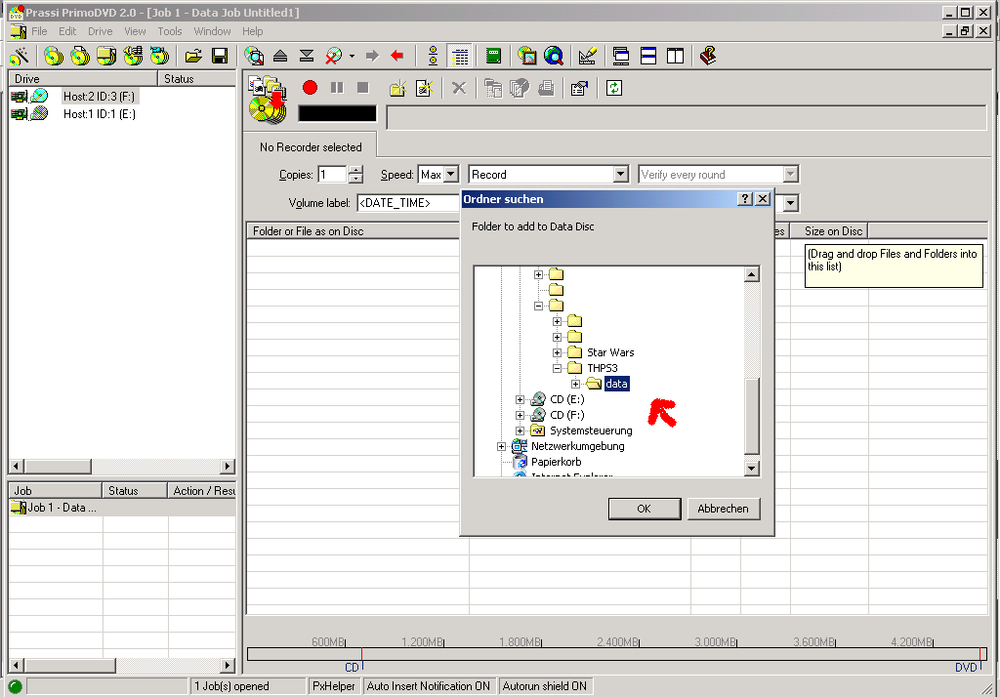 Prassi PrimoDVD 2.0 - [Job 1 - Data Job Untitled1]
File Edit Drive View Tools Window Help
Drive Status
Host:2 ID:3 (F:)
Host:1 ID:1 (E:)
No Recorder selected
Copies: 1 Speed: Max Record Verify every round
Volume label: <DATE_TIME>
Folder or File as on Disc Size on Disc
(Drag and drop Files and Folders into
this list)
Ordner suchen
Folder to add to Data Disc
Star Wars
THPS3
data
CD (E:)
CD (F:)
Systemsteuerung
Netzwerkumgebung
Papierkorb
Internet Explorer
OK Abbrechen
Job Status Action / Resu
Job 1 - Data ...
600MB 1.200MB 1.800MB 2.400MB 3.000MB 3.600MB 4.200MB
CD DVD
1 Job(s) opened PxHelper Auto Insert Notification ON Autorun shield ON